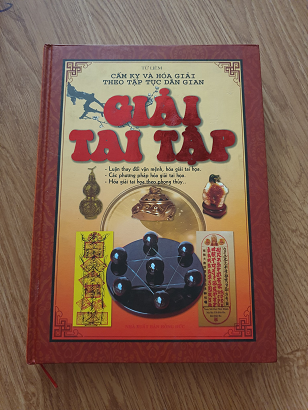 CẤM KỴ VÀ HÓA GIẢI
THEO TẬP TỤC DÂN GIAN
GIẢI
TAI TẬP
- Luận thay đổi vận mệnh, hóa giải tai họa.
- Các phương pháp hóa giải tai họa.
- Hóa giải tai họa theo phong thủy...